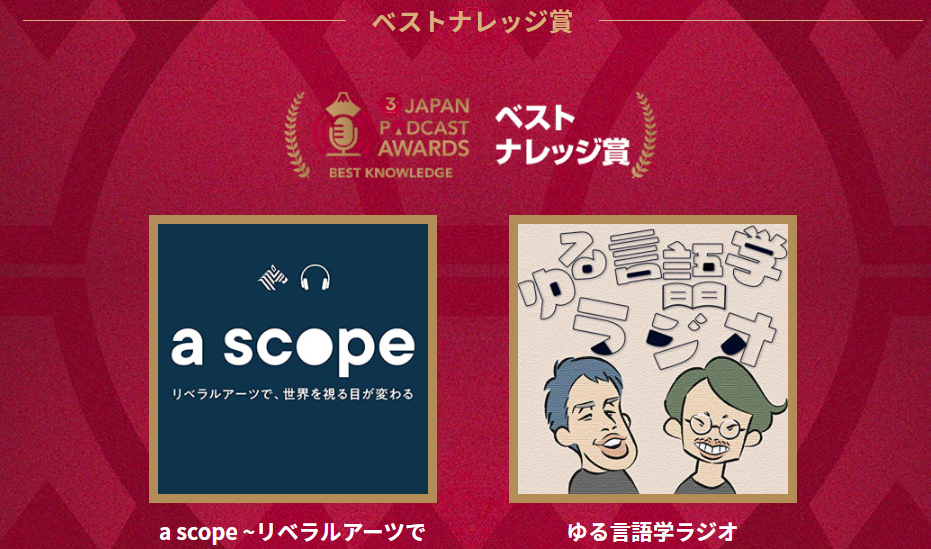 ベストナレッジ賞
3 JAPAN
PODCAST
AWARDS
BEST KNOWLEDGE
ベスト
ナレッジ賞
a scope
リベラルアーツで、世界を視る目が変わる
ゆる言語学
ラジオ
a scope ~リベラルアーツで
ゆる言語学ラジオ